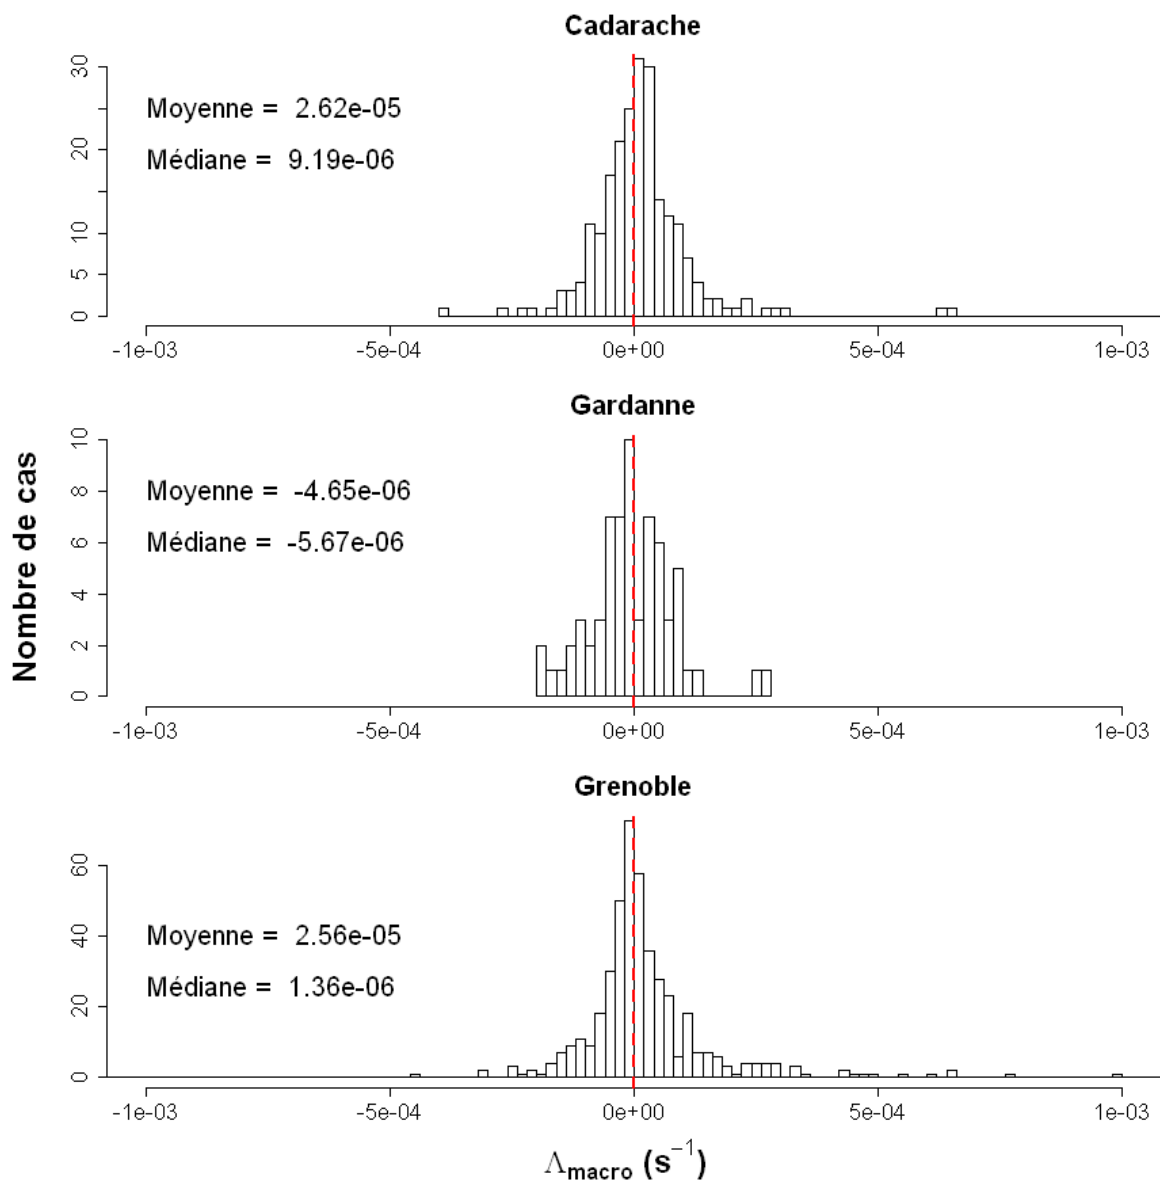 Cadarache
30
20
10
5
0
Moyenne = 2.62e-05
Médiane = 9.19e-06
-1e-03 -5e-04 0e+00 5e-04 1e-03
Gardanne
Nombre de cas
10
8
6
4
2
0
Moyenne = -4.65e-06
Médiane = -5.67e-06
-1e-03 -5e-04 0e+00 5e-04 1e-03
Grenoble
60
40
20
0
Moyenne = 2.56e-05
Médiane = 1.36e-06
-1e-03 -5e-04 0e+00 5e-04 1e-03
Λmacro (s⁻¹)